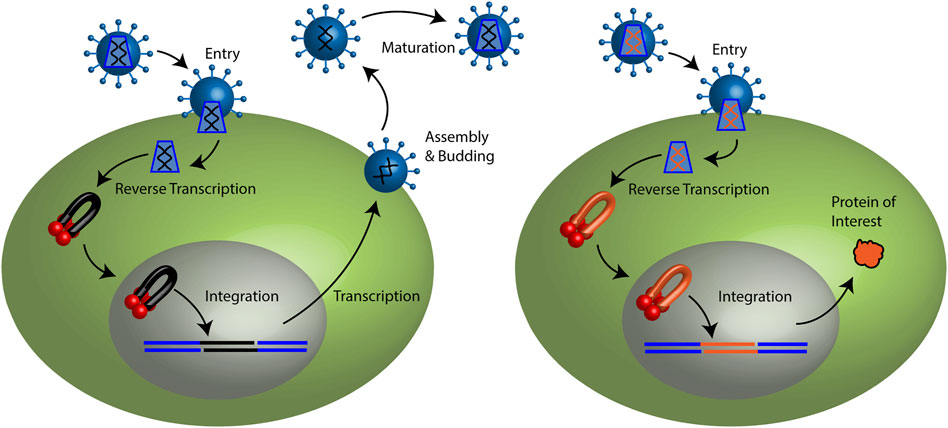 Entry
Maturation
Assembly
& Budding
Reverse Transcription
Integration
Transcription
Entry
Reverse Transcription
Protein of
Interest
Integration